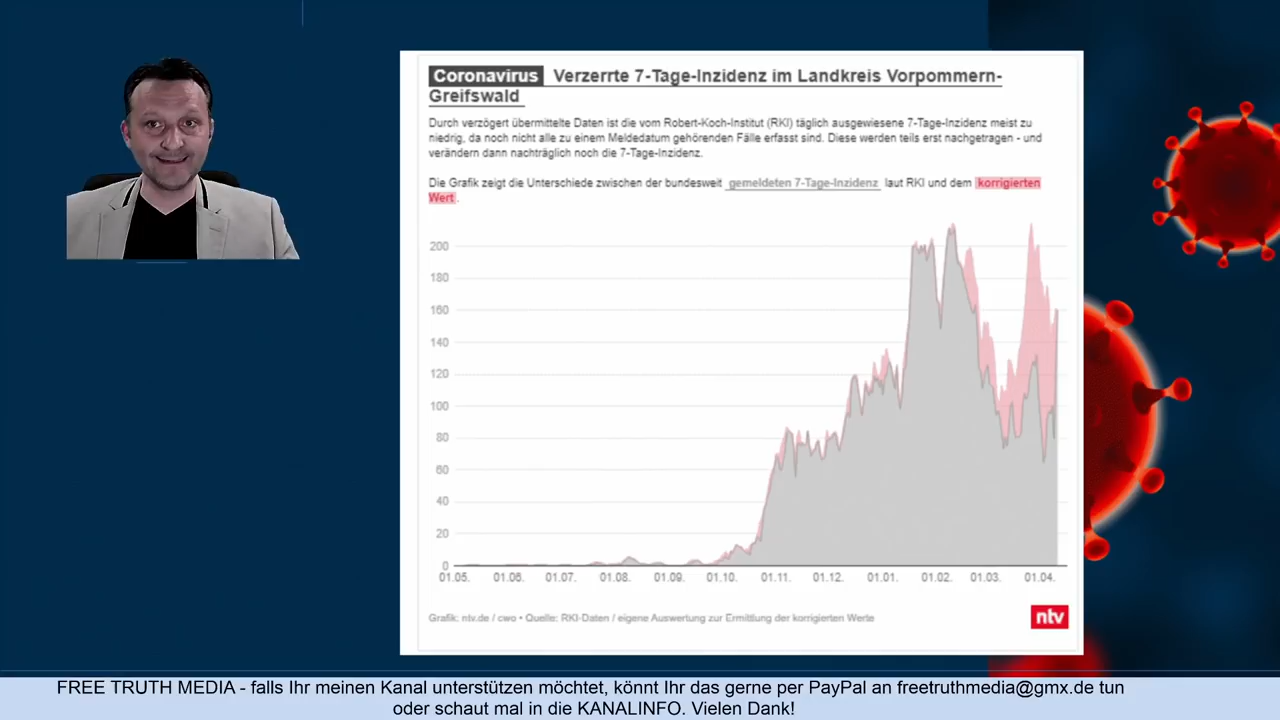 Coronavirus Verzerrte 7-Tage-Inzidenz im Landkreis Vorpommern-
Greifswald
Durch verzögert übermittelte Daten ist die vom Robert-Koch-Institut (RKI) täglich ausgewiesene 7-Tage-Inzidenz meist zu
niedrig, da noch nicht alle zu einem Meldedatum gehörenden Fälle erfasst sind. Diese werden teils erst nachgetragen - und
verändern dann nachträglich noch die 7-Tage-Inzidenz.
Die Grafik zeigt die Unterschiede zwischen der bundesweit gemeldeten 7-Tage-Inzidenz laut RKI und dem korrigierten
Wert.
200
180
160
140
120
100
80
60
40
20
0
01.05. 01.06. 01.07. 01.08. 01.09. 01.10. 01.11. 01.12. 01.01. 01.02. 01.03. 01.04.
Grafik: ntv.de / cwo • Quelle: RKI-Daten / eigene Auswertung zur Ermittlung der korrigierten Werte
ntv
FREE TRUTH MEDIA - falls Ihr meinen Kanal unterstützen möchtet, könnt Ihr das gerne per PayPal an freetruthmedia@gmx.de tun
oder schaut mal in die KANALINFO. Vielen Dank!